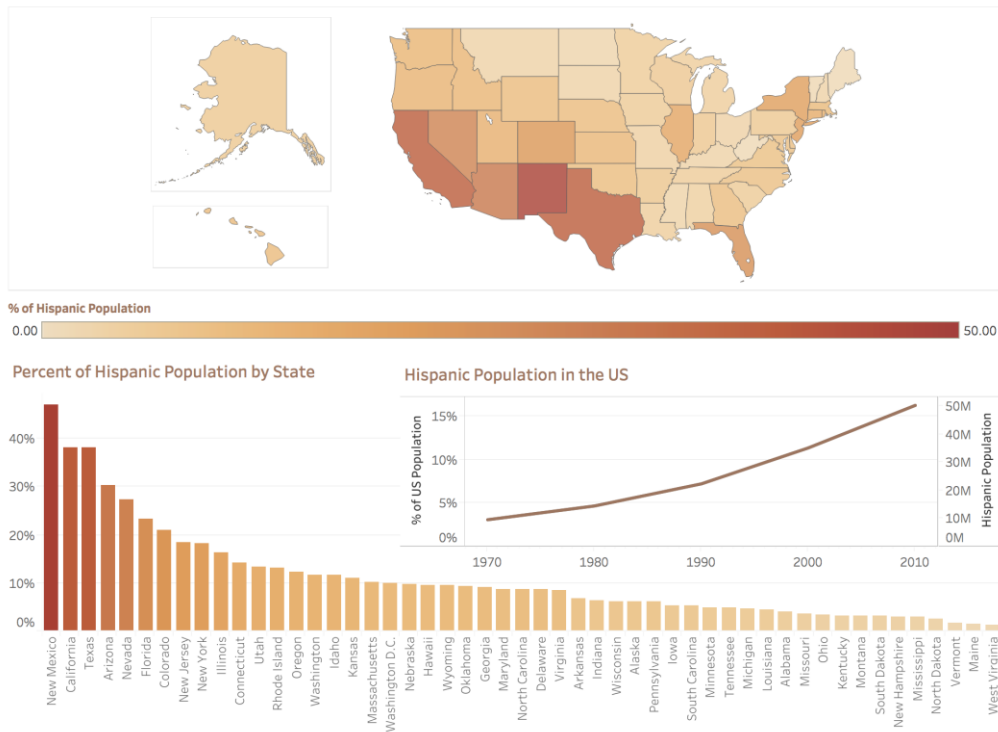 % of Hispanic Population
0.00 50.00
Percent of Hispanic Population by State
40%
30%
20%
10%
0%
Hispanic Population in the US
% of US Population
15%
10%
5%
0%
50M
40M
30M
20M
10M
0M
Hispanic Population
1970 1980 1990 2000 2010
New Mexico
California
Texas
Arizona
Nevada
Florida
Colorado
New Jersey
New York
Illinois
Connecticut
Utah
Rhode Island
Oregon
Washington
Idaho
Kansas
Massachusetts
Washington D.C.
Nebraska
Hawaii
Wyoming
Oklahoma
Georgia
Maryland
North Carolina
Delaware
Virginia
Arkansas
Indiana
Wisconsin
Alaska
Pennsylvania
Iowa
South Carolina
Minnesota
Tennessee
Michigan
Louisiana
Alabama
Missouri
Ohio
Kentucky
Montana
South Dakota
New Hampshire
Mississippi
North Dakota
Vermont
Maine
West Virginia